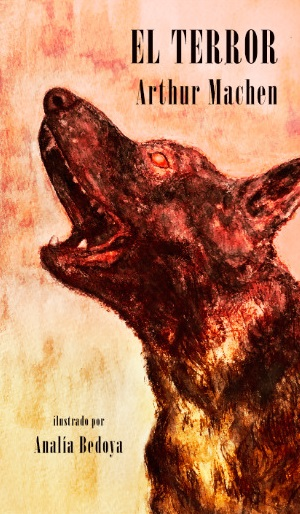 EL TERROR
Arthur Machen
ilustrado por
Analía Bedoya